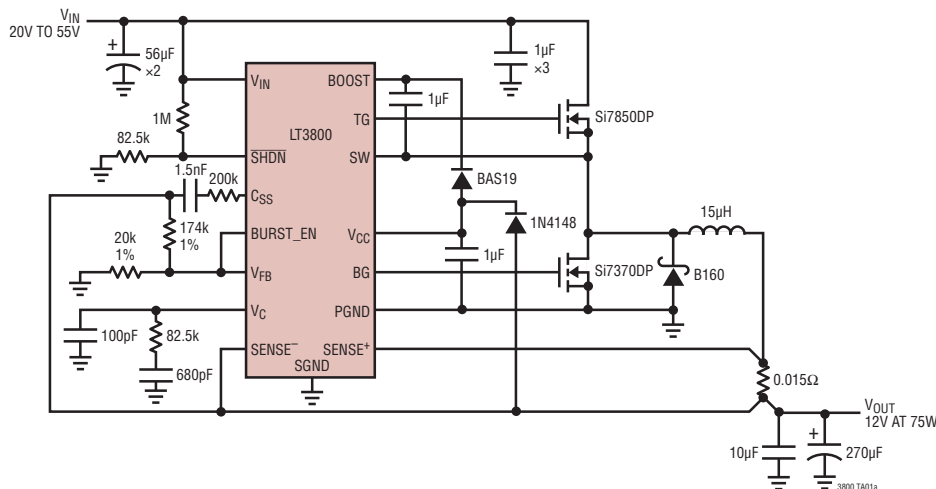 VIN
20V TO 55V
56µF
×2
1M
82.5k
1.5nF
200k
174k
1%
20k
1%
100pF
82.5k
680pF
VIN
LT3800
SHDN
CSS
BURST_EN
VFB
VC
SENSE–
SGND
BOOST
TG
SW
VCC
BG
PGND
SENSE+
1µF
1µF
×3
Si7850DP
BAS19
1N4148
1µF
Si7370DP
15µH
B160
0.015Ω
VOUT
12V AT 75W
10µF
270µF
3800 TA01a